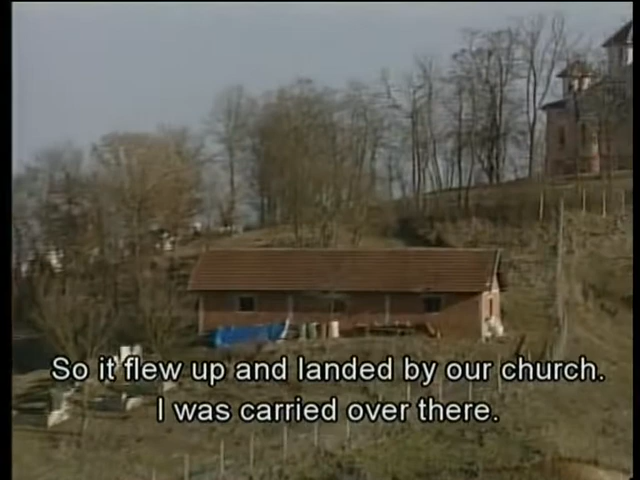 So it flew up and landed by our church.
I was carried over there.